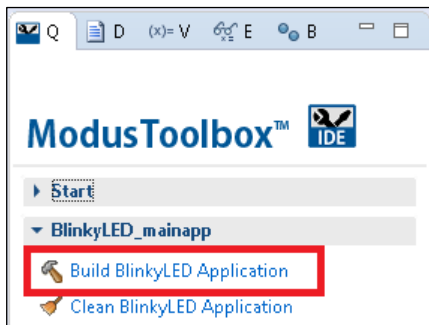 Q D (x)= V E B
ModusToolbox™ IDE
Start
BlinkyLED_mainapp
Build BlinkyLED Application
Clean BlinkyLED Application